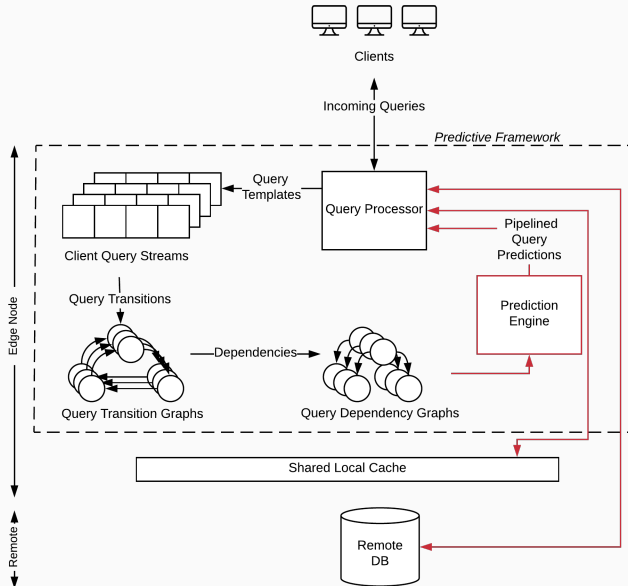 Clients
Incoming Queries
Predictive Framework
Query
Templates
Query Processor
Pipelined
Query
Predictions
Client Query Streams
Query Transitions
Prediction
Engine
Edge Node
Dependencies
Query Transition Graphs
Query Dependency Graphs
Shared Local Cache
Remote
Remote
DB